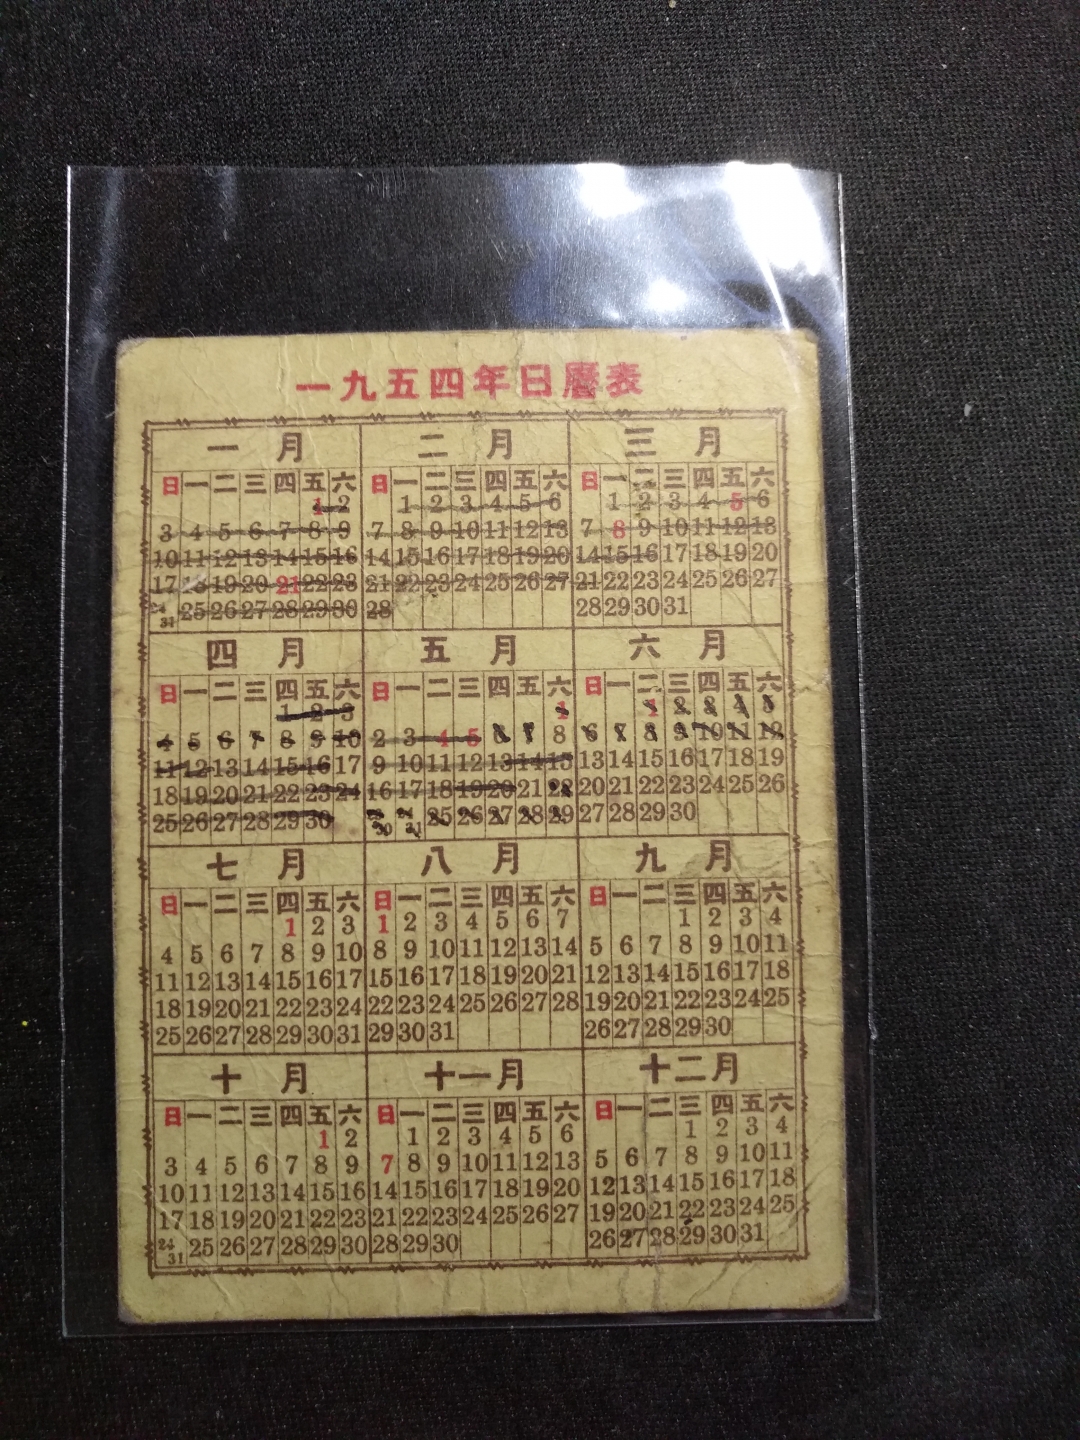 一九五四年日曆表
一月 二月 三月
日一二三四五六 日一二三四五六 日一二三四五六
1 2 1 2 3 4 5 6 1 2 3 4 5 6
3 4 5 6 7 8 9 7 8 9 10 11 12 13 7 8 9 10 11 12 13
10 11 12 13 14 15 16 14 15 16 17 18 19 20 14 15 16 17 18 19 20
17 18 19 20 21 22 23 21 22 23 24 25 26 27 21 22 23 24 25 26 27
24 31 25 26 27 28 29 30 28 28 29 30 31
四月 五月 六月
日一二三四五六 日一二三四五六 日一二三四五六
1 2 3 1 1 2 3 4 5
4 5 6 7 8 9 10 2 3 4 5 6 7 8 6 7 8 9 10 11 12
11 12 13 14 15 16 17 9 10 11 12 13 14 15 13 14 15 16 17 18 19
18 19 20 21 22 23 24 16 17 18 19 20 21 22 20 21 22 23 24 25 26
25 26 27 28 29 30 23 30 24 31 25 26 27 28 29 27 28 29 30
七月 八月 九月
日一二三四五六 日一二三四五六 日一二三四五六
1 2 3 1 2 3 4 5 6 7 1 2 3 4
4 5 6 7 8 9 10 8 9 10 11 12 13 14 5 6 7 8 9 10 11
11 12 13 14 15 16 17 15 16 17 18 19 20 21 12 13 14 15 16 17 18
18 19 20 21 22 23 24 22 23 24 25 26 27 28 19 20 21 22 23 24 25
25 26 27 28 29 30 31 29 30 31 26 27 28 29 30
十月 十一月 十二月
日一二三四五六 日一二三四五六 日一二三四五六
1 2 1 2 3 4 5 6 1 2 3 4
3 4 5 6 7 8 9 7 8 9 10 11 12 13 5 6 7 8 9 10 11
10 11 12 13 14 15 16 14 15 16 17 18 19 20 12 13 14 15 16 17 18
17 18 19 20 21 22 23 21 22 23 24 25 26 27 19 20 21 22 23 24 25
24 31 25 26 27 28 29 30 28 29 30 26 27 28 29 30 31